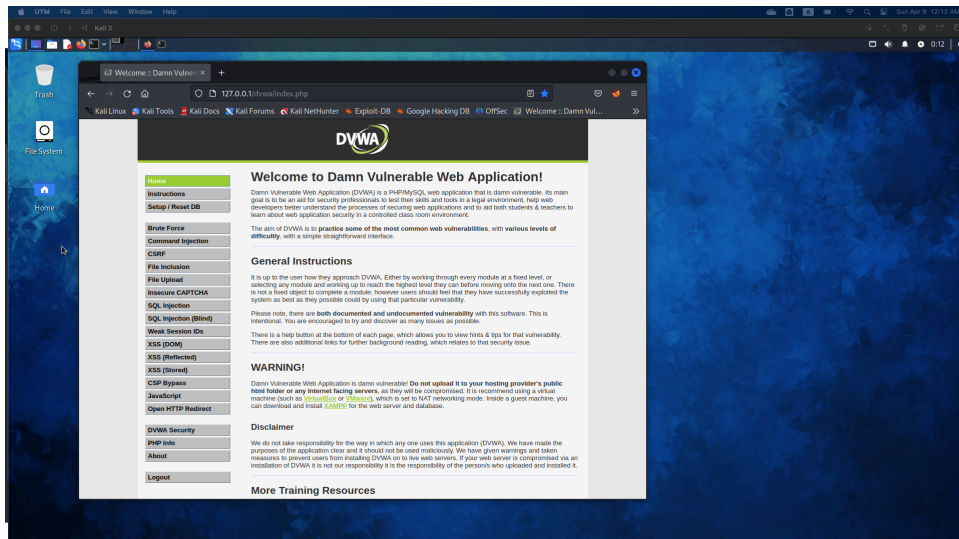 UTM File Edit View Window Help Sun Apr 9 12:12 AM
Kali 2
0:12
Trash
File System
Home
Welcome :: Damn Vulner
127.0.0.1/dvwa/index.php
Kali Linux Kali Tools Kali Docs Kali Forums Kali NetHunter Exploit-DB Google Hacking DB OffSec Welcome :: Damn Vul...
DVWA
Home
Instructions
Setup / Reset DB
Brute Force
Command Injection
CSRF
File Inclusion
File Upload
Insecure CAPTCHA
SQL Injection
SQL Injection (Blind)
Weak Session IDs
XSS (DOM)
XSS (Reflected)
XSS (Stored)
CSP Bypass
JavaScript
Open HTTP Redirect
DVWA Security
PHP Info
About
Logout
Welcome to Damn Vulnerable Web Application!
Damn Vulnerable Web Application (DVWA) is a PHP/MySQL web application that is damn vulnerable. Its main
goal is to be an aid for security professionals to test their skills and tools in a legal environment, help web
developers better understand the processes of securing web applications and to aid both students & teachers to
learn about web application security in a controlled class room environment.
The aim of DVWA is to practice some of the most common web vulnerabilities, with various levels of
difficultly, with a simple straightforward interface.
General Instructions
It is up to the user how they approach DVWA. Either by working through every module at a fixed level, or
selecting any module and working up to reach the highest level they can before moving onto the next one. There
is not a fixed object to complete a module; however users should feel that they have successfully exploited the
system as best as they possible could by using that particular vulnerability.
Please note, there are both documented and undocumented vulnerability with this software. This is
intentional. You are encouraged to try and discover as many issues as possible.
There is a help button at the bottom of each page, which allows you to view hints & tips for that vulnerability.
There are also additional links for further background reading, which relates to that security issue.
WARNING!
Damn Vulnerable Web Application is damn vulnerable! Do not upload it to your hosting provider's public
html folder or any Internet facing servers, as they will be compromised. It is recommend using a virtual
machine (such as VirtualBox or VMware), which is set to NAT networking mode. Inside a guest machine, you
can download and install XAMPP for the web server and database.
Disclaimer
We do not take responsibility for the way in which any one uses this application (DVWA). We have made the
purposes of the application clear and it should not be used maliciously. We have given warnings and taken
measures to prevent users from installing DVWA on to live web servers. If your web server is compromised via an
installation of DVWA it is not our responsibility it is the responsibility of the person/s who uploaded and installed it.
More Training Resources